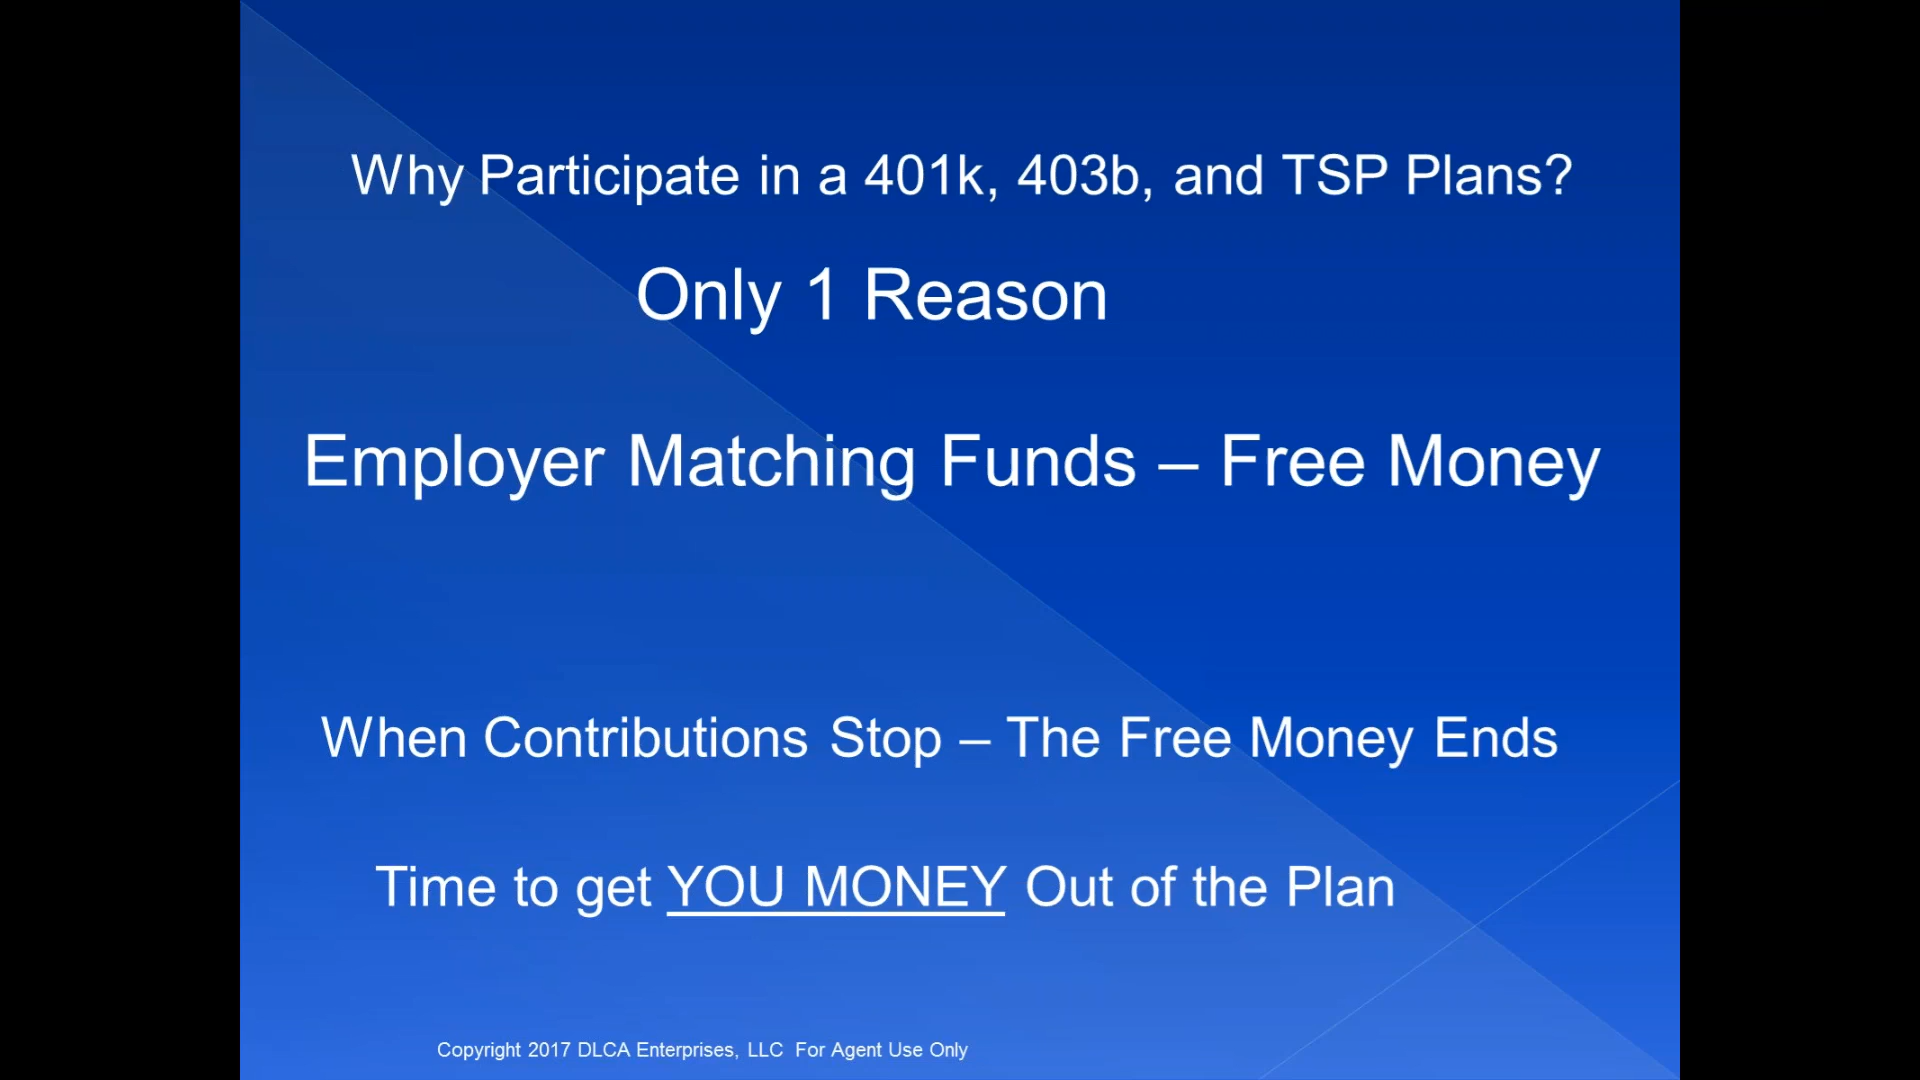 Why Participate in a 401k, 403b, and TSP Plans?
Only 1 Reason
Employer Matching Funds – Free Money
When Contributions Stop – The Free Money Ends
Time to get YOU MONEY Out of the Plan
Copyright 2017 DLCA Enterprises, LLC For Agent Use Only